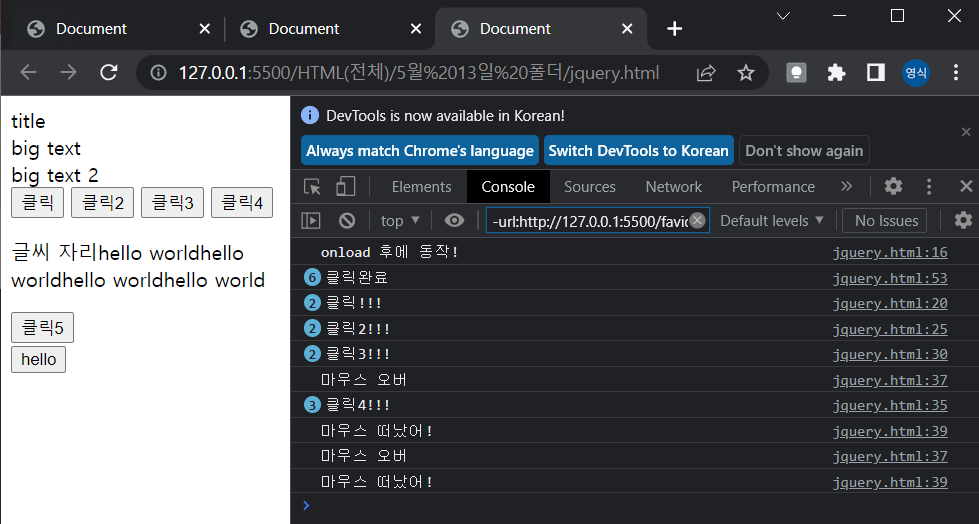 Document Document Document
127.0.0.1:5500/HTML(전체)/5월%2013일%20폴더/jquery.html 영식
title
big text
big text 2
클릭 클릭2 클릭3 클릭4
글씨 자리hello worldhello
worldhello worldhello world
클릭5
hello
DevTools is now available in Korean!
Always match Chrome's language Switch DevTools to Korean Don't show again
Elements Console Sources Network Performance »
top -url:http://127.0.0.1:5500/favic Default levels No Issues
onload 후에 동작! jquery.html:16
6 클릭완료 jquery.html:53
2 클릭!!! jquery.html:20
2 클릭2!!! jquery.html:25
2 클릭3!!! jquery.html:30
마우스 오버 jquery.html:37
3 클릭4!!! jquery.html:35
마우스 떠났어! jquery.html:39
마우스 오버 jquery.html:37
마우스 떠났어! jquery.html:39